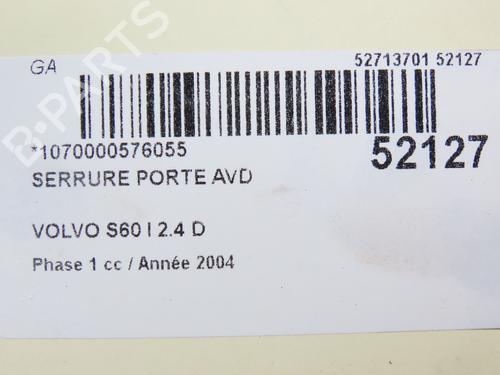 GA
52713701 52127
*1070000576055
52127
SERRURE PORTE AVD
VOLVO S60 I 2.4 D
Phase 1 cc / Année 2004
B-PARTS